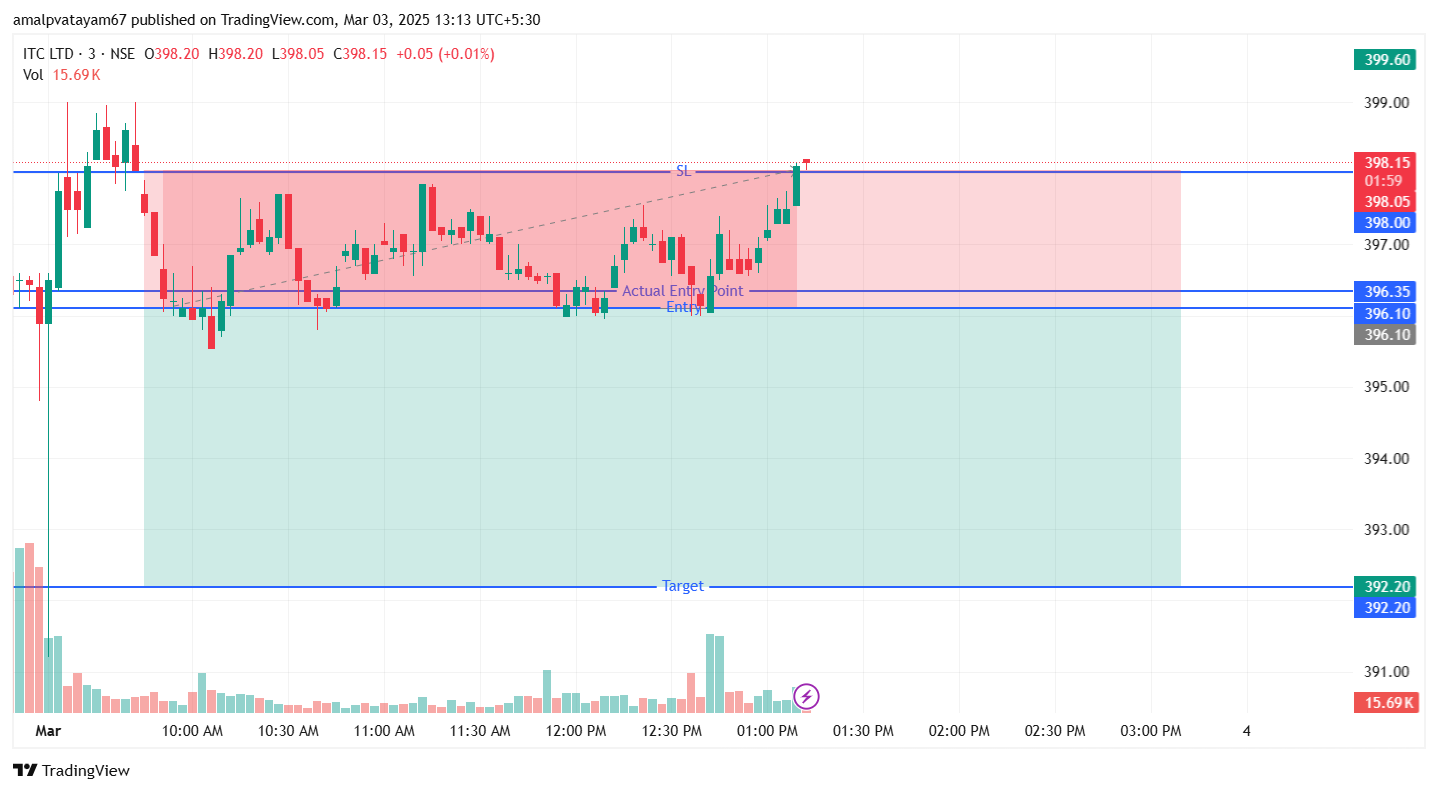 amalpvatayam67 published on TradingView.com, Mar 03, 2025 13:13 UTC+5:30
ITC LTD · 3 · NSE O398.20 H398.20 L398.05 C398.15 +0.05 (+0.01%)
Vol 15.69K
399.60
399.00
398.15
01:59
SL
398.05
398.00
397.00
Actual Entry Point
396.35
Entry
396.10
396.10
395.00
394.00
393.00
Target
392.20
392.20
391.00
15.69K
Mar 10:00 AM 10:30 AM 11:00 AM 11:30 AM 12:00 PM 12:30 PM 01:00 PM 01:30 PM 02:00 PM 02:30 PM 03:00 PM 4
TradingView